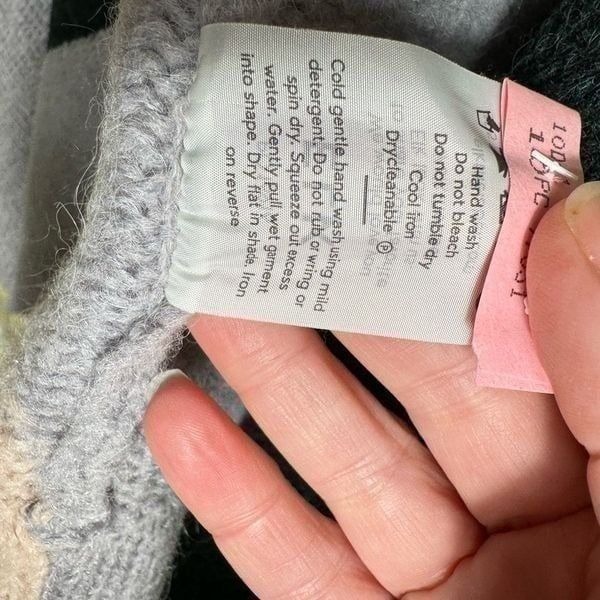 Hand wash
Do not bleach
Do not tumble dry
Cool iron
Drycleanable Ⓟ
Cold gentle hand wash using mild
detergent. Do not rub or wring or
spin dry. Squeeze out excess
water. Gently pull wet garment
into shape. Dry flat in shade, Iron
on reverse